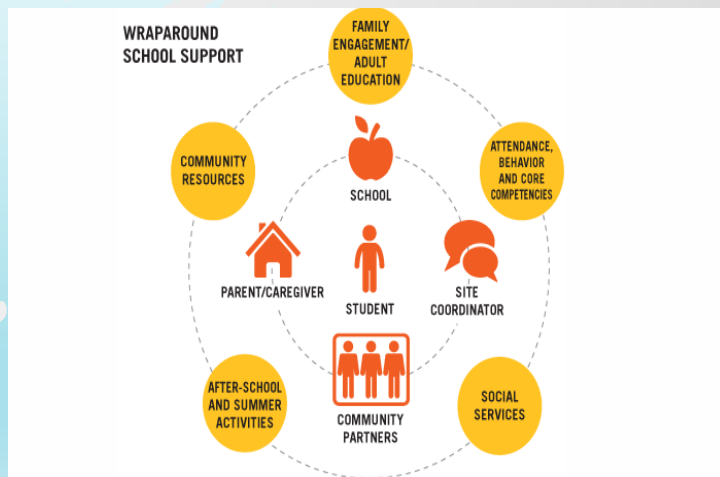 WRAPAROUND
SCHOOL SUPPORT
FAMILY
ENGAGEMENT/
ADULT
EDUCATION
COMMUNITY
RESOURCES
ATTENDANCE,
BEHAVIOR
AND CORE
COMPETENCIES
SCHOOL
PARENT/CAREGIVER
STUDENT
SITE
COORDINATOR
AFTER-SCHOOL
AND SUMMER
ACTIVITIES
COMMUNITY
PARTNERS
SOCIAL
SERVICES